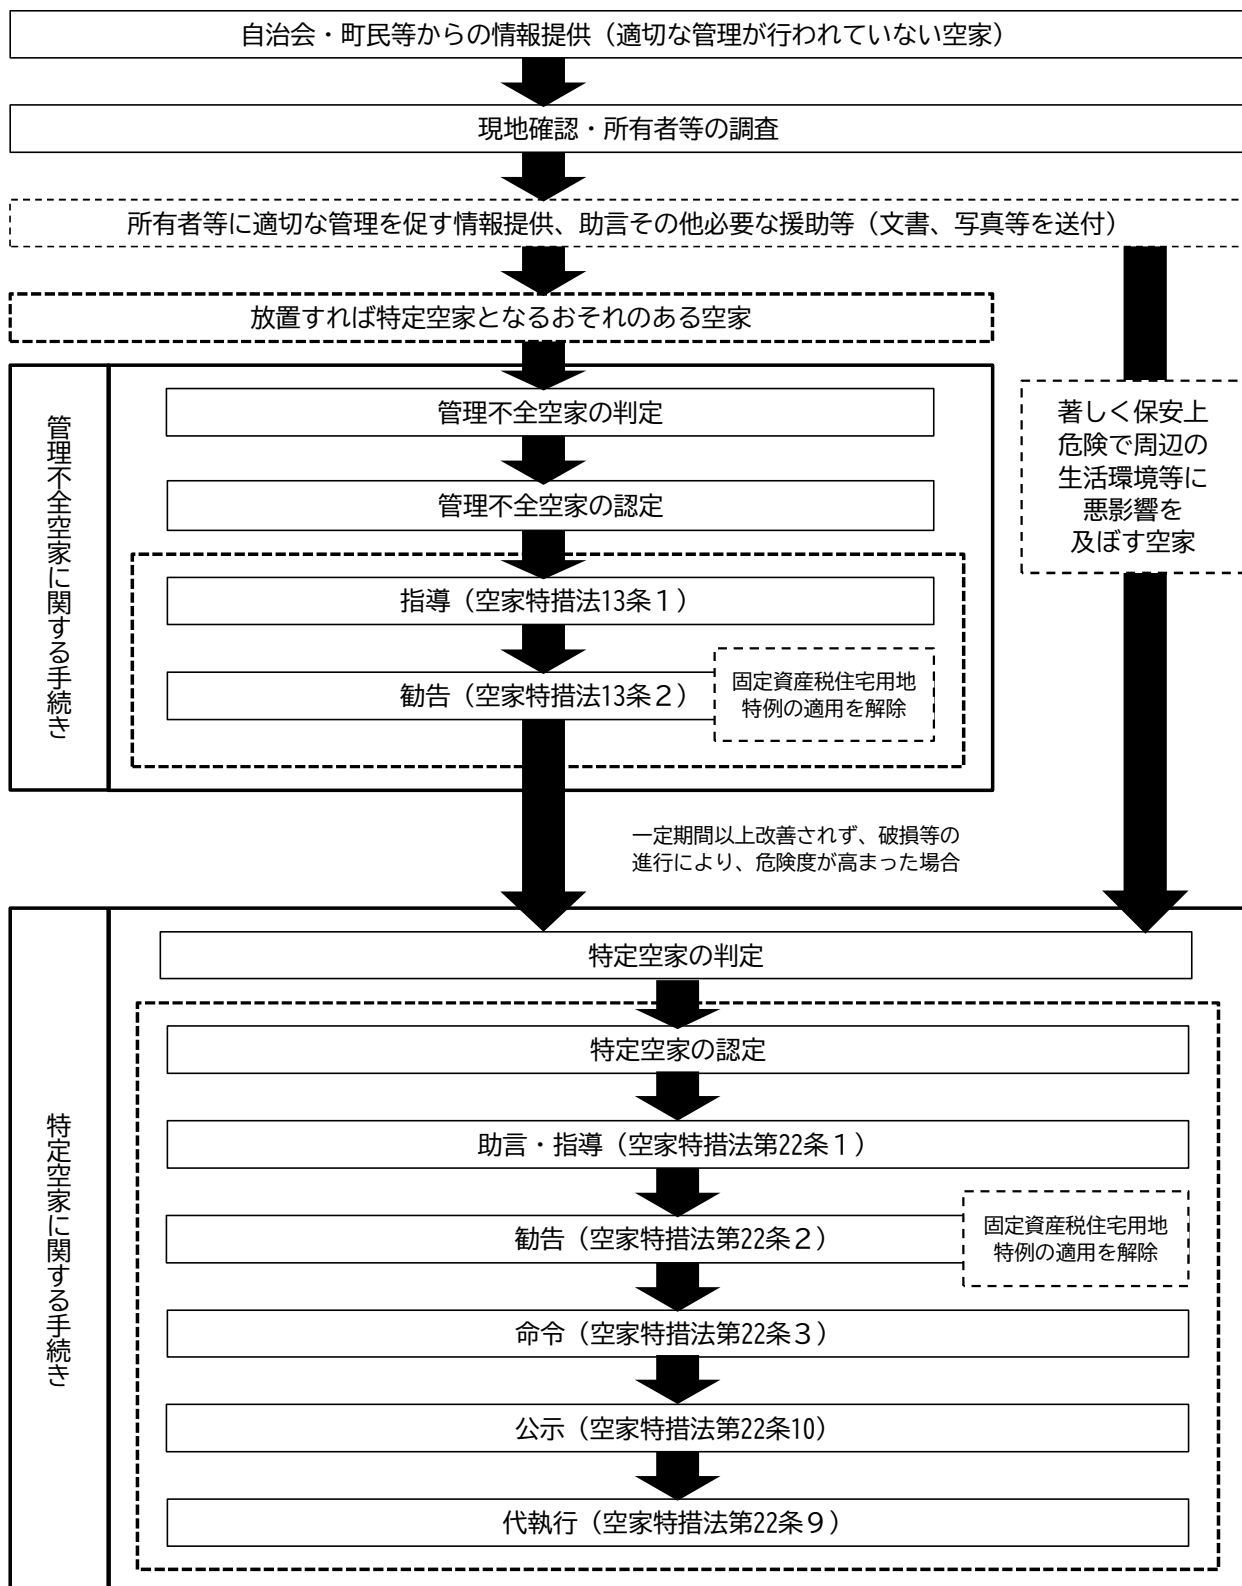 自治会・町民等からの情報提供（適切な管理が行われていない空家）
現地確認・所有者等の調査
所有者等に適切な管理を促す情報提供、助言その他必要な援助等（文書、写真等を送付）
放置すれば特定空家となるおそれのある空家
管理不全空家に関する手続き
管理不全空家の判定
管理不全空家の認定
指導（空家特措法13条１）
勧告（空家特措法13条２）
固定資産税住宅用地
特例の適用を解除
著しく保安上
危険で周辺の
生活環境等に
悪影響を
及ぼす空家
一定期間以上改善されず、破損等の
進行により、危険度が高まった場合
特定空家に関する手続き
特定空家の判定
特定空家の認定
助言・指導（空家特措法第22条１）
勧告（空家特措法第22条２）
固定資産税住宅用地
特例の適用を解除
命令（空家特措法第22条３）
公示（空家特措法第22条10）
代執行（空家特措法第22条９）